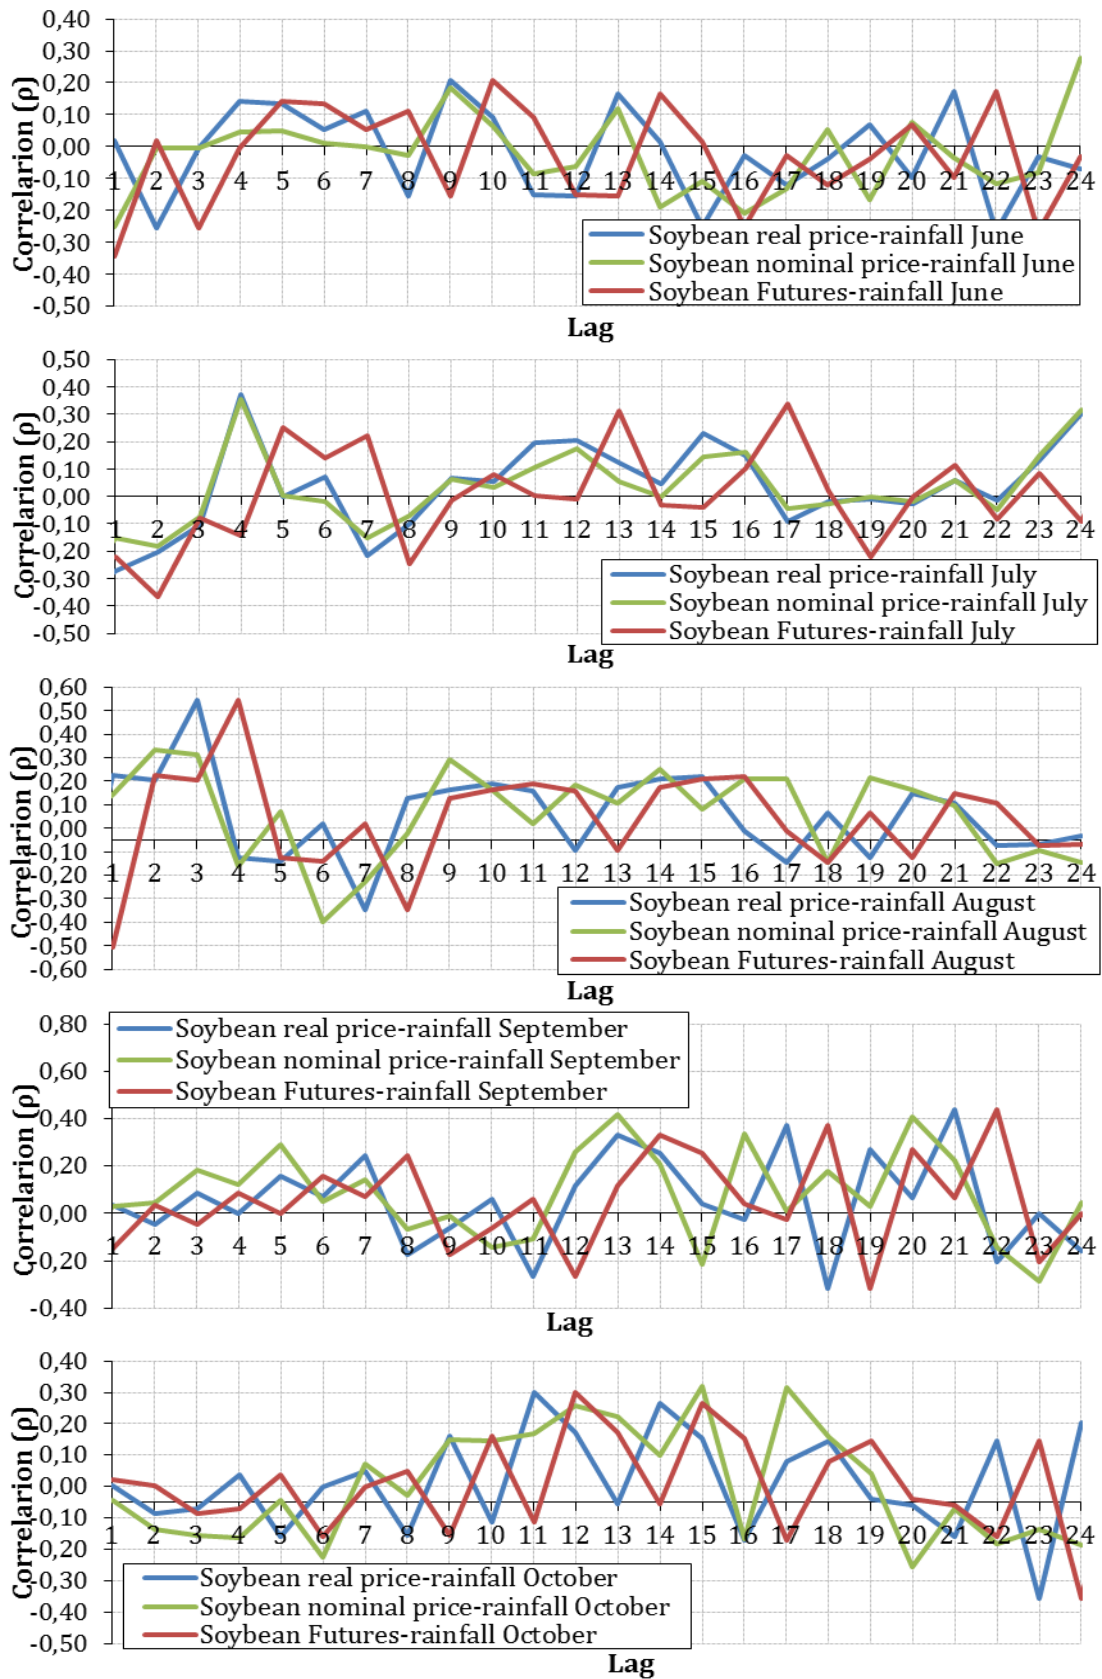 0,40
0,30
0,20
0,10
0,00
-0,10
-0,20
-0,30
-0,40
-0,50
Correlarion (ρ)
1 2 3 4 5 6 7 8 9 10 11 12 13 14 15 16 17 18 19 20 21 22 23 24
Soybean real price-rainfall June
Soybean nominal price-rainfall June
Soybean Futures-rainfall June
Lag
0,50
0,40
0,30
0,20
0,10
0,00
-0,10
-0,20
-0,30
-0,40
-0,50
Correlarion (ρ)
1 2 3 4 5 6 7 8 9 10 11 12 13 14 15 16 17 18 19 20 21 22 23 24
Soybean real price-rainfall July
Soybean nominal price-rainfall July
Soybean Futures-rainfall July
Lag
0,60
0,50
0,40
0,30
0,20
0,10
0,00
-0,10
-0,20
-0,30
-0,40
-0,50
-0,60
Correlarion (ρ)
1 2 3 4 5 6 7 8 9 10 11 12 13 14 15 16 17 18 19 20 21 22 23 24
Soybean real price-rainfall August
Soybean nominal price-rainfall August
Soybean Futures-rainfall August
Lag
0,80
0,60
0,40
0,20
0,00
-0,20
-0,40
Correlarion (ρ)
Soybean real price-rainfall September
Soybean nominal price-rainfall September
Soybean Futures-rainfall September
1 2 3 4 5 6 7 8 9 10 11 12 13 14 15 16 17 18 19 20 21 22 23 24
Lag
0,40
0,30
0,20
0,10
0,00
-0,10
-0,20
-0,30
-0,40
-0,50
Correlarion (ρ)
1 2 3 4 5 6 7 8 9 10 11 12 13 14 15 16 17 18 19 20 21 22 23 24
Soybean real price-rainfall October
Soybean nominal price-rainfall October
Soybean Futures-rainfall October
Lag